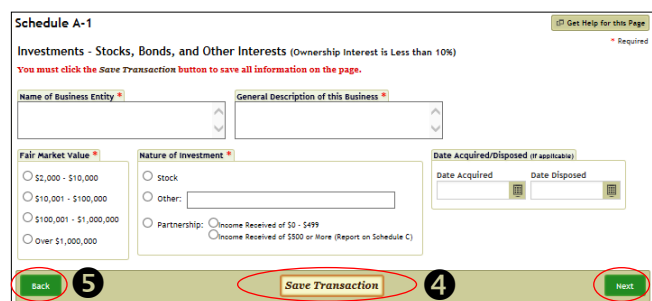 Schedule A-1
Get Help for this Page
* Required
Investments - Stocks, Bonds, and Other Interests (Ownership Interest is Less than 10%)
You must click the Save Transaction button to save all information on the page.
Name of Business Entity * General Description of this Business *
Fair Market Value * Nature of Investment * Date Acquired/Disposed (If applicable)
$2,000 - $10,000 Stock Date Acquired Date Disposed
$10,001 - $100,000 Other:
$100,001 - $1,000,000 Partnership: Income Received of $0 - $499
Income Received of $500 or More (Report on Schedule C)
Over $1,000,000
Back 5 Save Transaction 4 Next